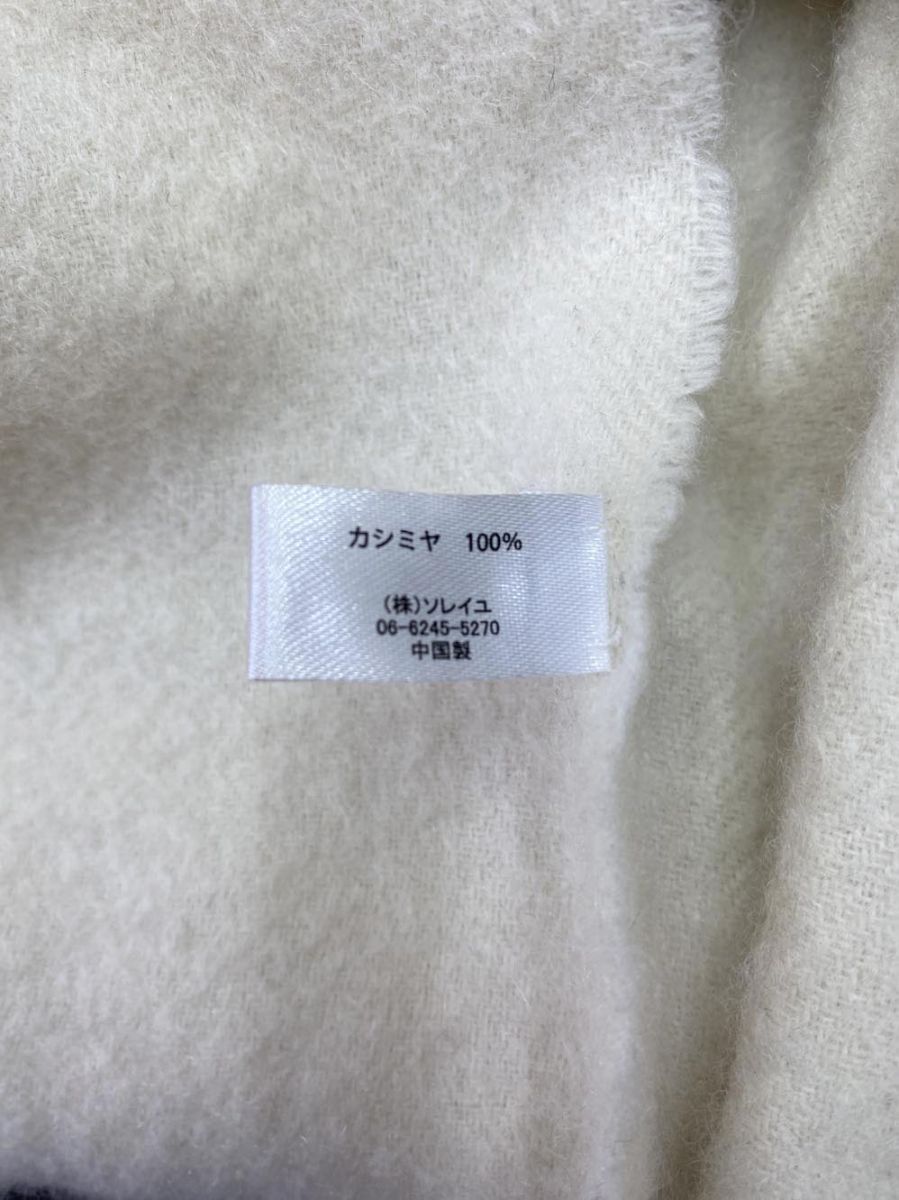 カシミヤ 100%
(株)ソレイユ
06-6245-5270
中国製